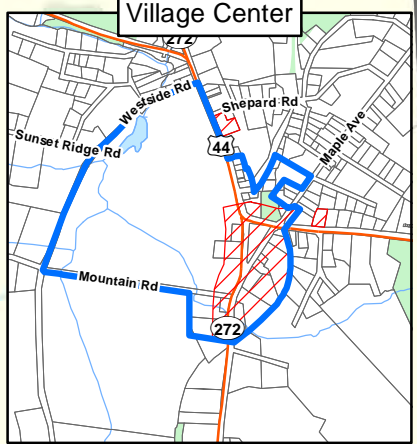 Village Center
272
Westside Rd
Shepard Rd
Maple Ave
44
Sunset Ridge Rd
Mountain Rd
272